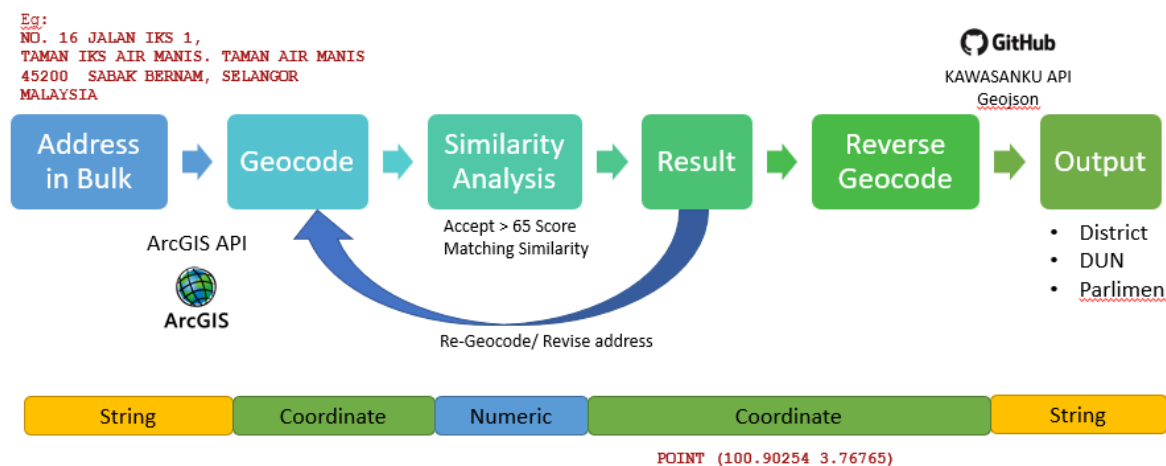 Eg:
NO. 16 JALAN IKS 1,
TAMAN IKS AIR MANIS. TAMAN AIR MANIS
45200 SABAK BERNAM, SELANGOR
MALAYSIA
GitHub
KAWASANKU API
Geojson
Address
in Bulk
Geocode
Similarity
Analysis
Result
Reverse
Geocode
Output
ArcGIS API
ArcGIS
Accept > 65 Score
Matching Similarity
• District
• DUN
• Parlimen
Re-Geocode/ Revise address
String
Coordinate
Numeric
Coordinate
String
POINT (100.90254 3.76765)